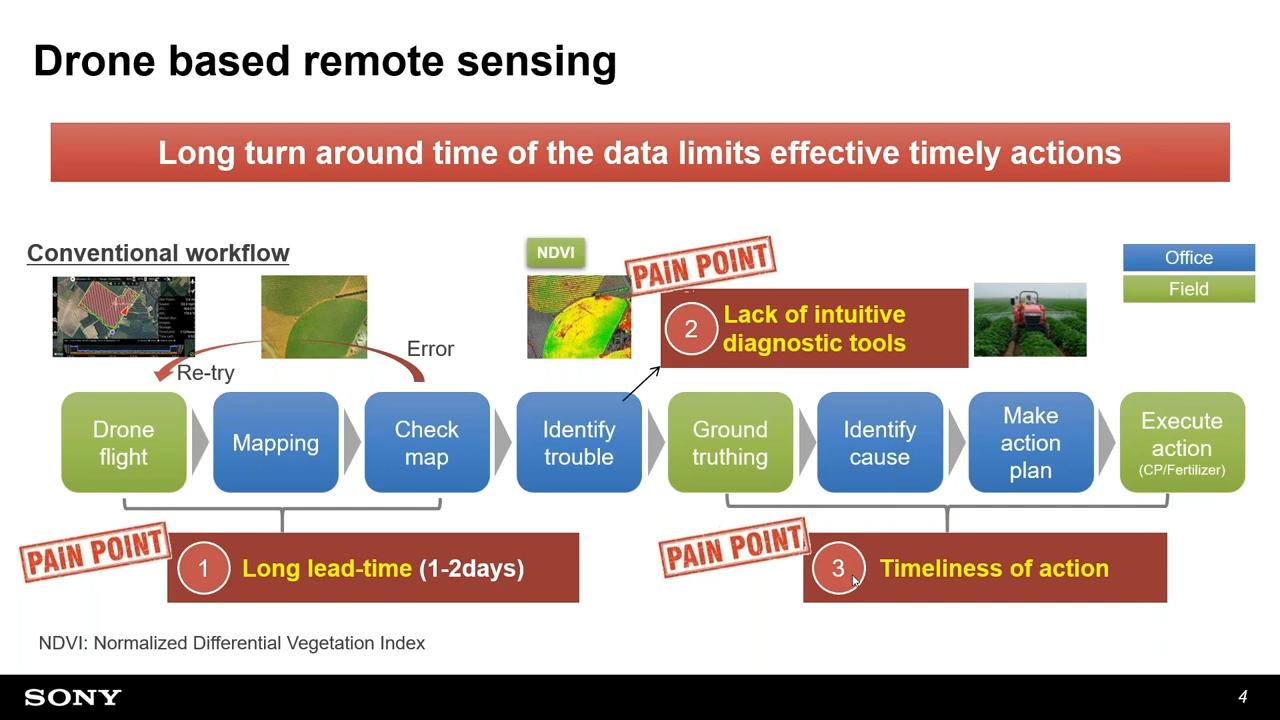 Drone based remote sensing
Long turn around time of the data limits effective timely actions
Conventional workflow
NDVI
PAIN POINT
Office
Field
2
Lack of intuitive
diagnostic tools
Error
Re-try
Drone
flight
Mapping
Check
map
Identify
trouble
Ground
truthing
Identify
cause
Make
action
plan
Execute
action
(CP/Fertilizer)
PAIN POINT
1
Long lead-time (1-2days)
PAIN POINT
3
Timeliness of action
NDVI: Normalized Differential Vegetation Index
SONY
4